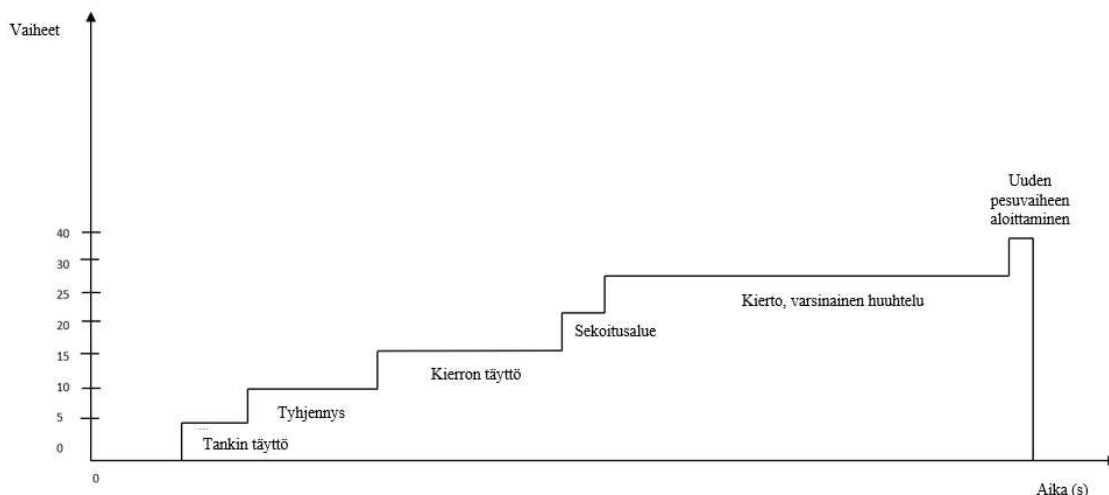 Vaiheet
Uuden
pesuvaiheen
aloittaminen
40
30
25
20
15
10
5
0
Kierto, varsinainen huuhtelu
Sekoitusalue
Kierron täyttö
Tyhjennys
Tankin täyttö
0
Aika (s)